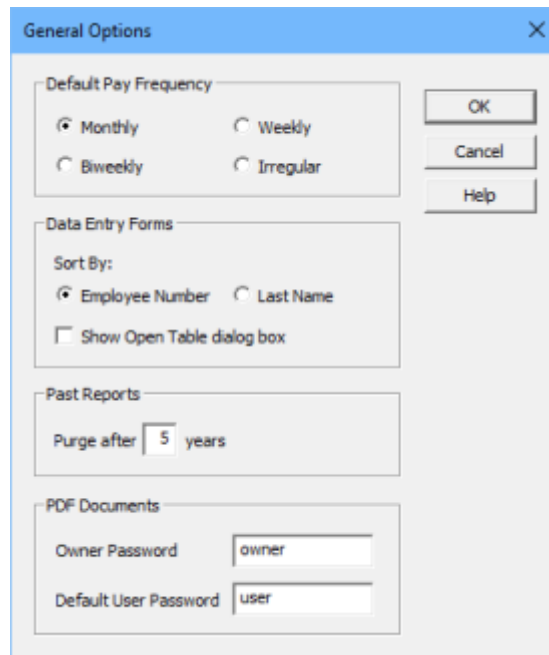 General Options
Default Pay Frequency
Monthly Weekly
Biweekly Irregular
OK
Cancel
Help
Data Entry Forms
Sort By:
Employee Number Last Name
Show Open Table dialog box
Past Reports
Purge after 5 years
PDF Documents
Owner Password owner
Default User Password user